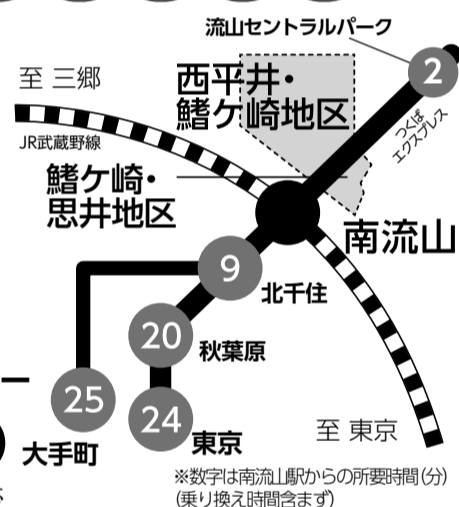 流山セントラルパーク
2
至 三郷
西平井・
鰭ケ崎地区
つくば
エクスプレス
JR武蔵野線
鰭ケ崎・
思井地区
南流山
9
北千住
20
秋葉原
25
24
大手町
東京
至 東京
※数字は南流山駅からの所要時間(分)
(乗り換え時間含まず)